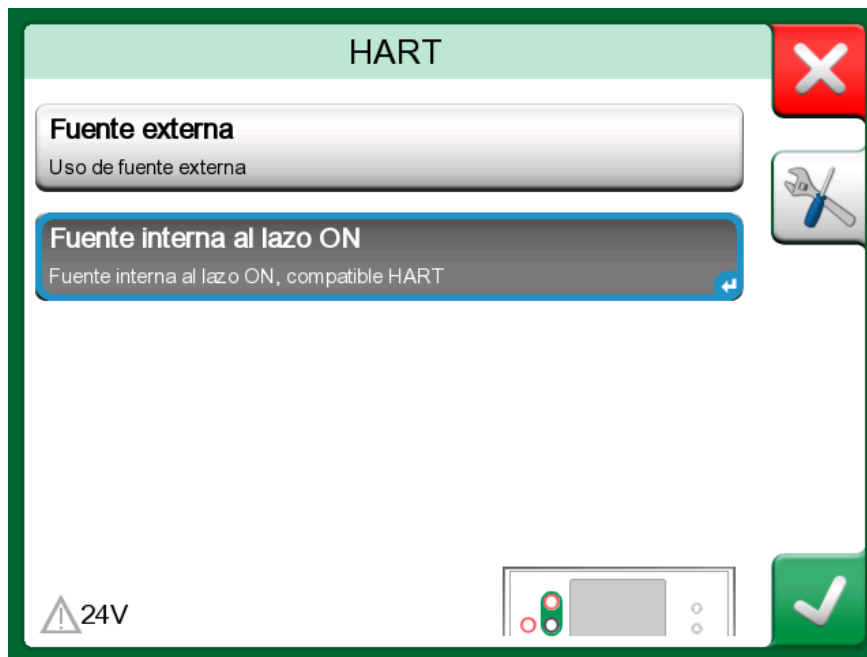 HART
Fuente externa
Uso de fuente externa
Fuente interna al lazo ON
Fuente interna al lazo ON, compatible HART
24V